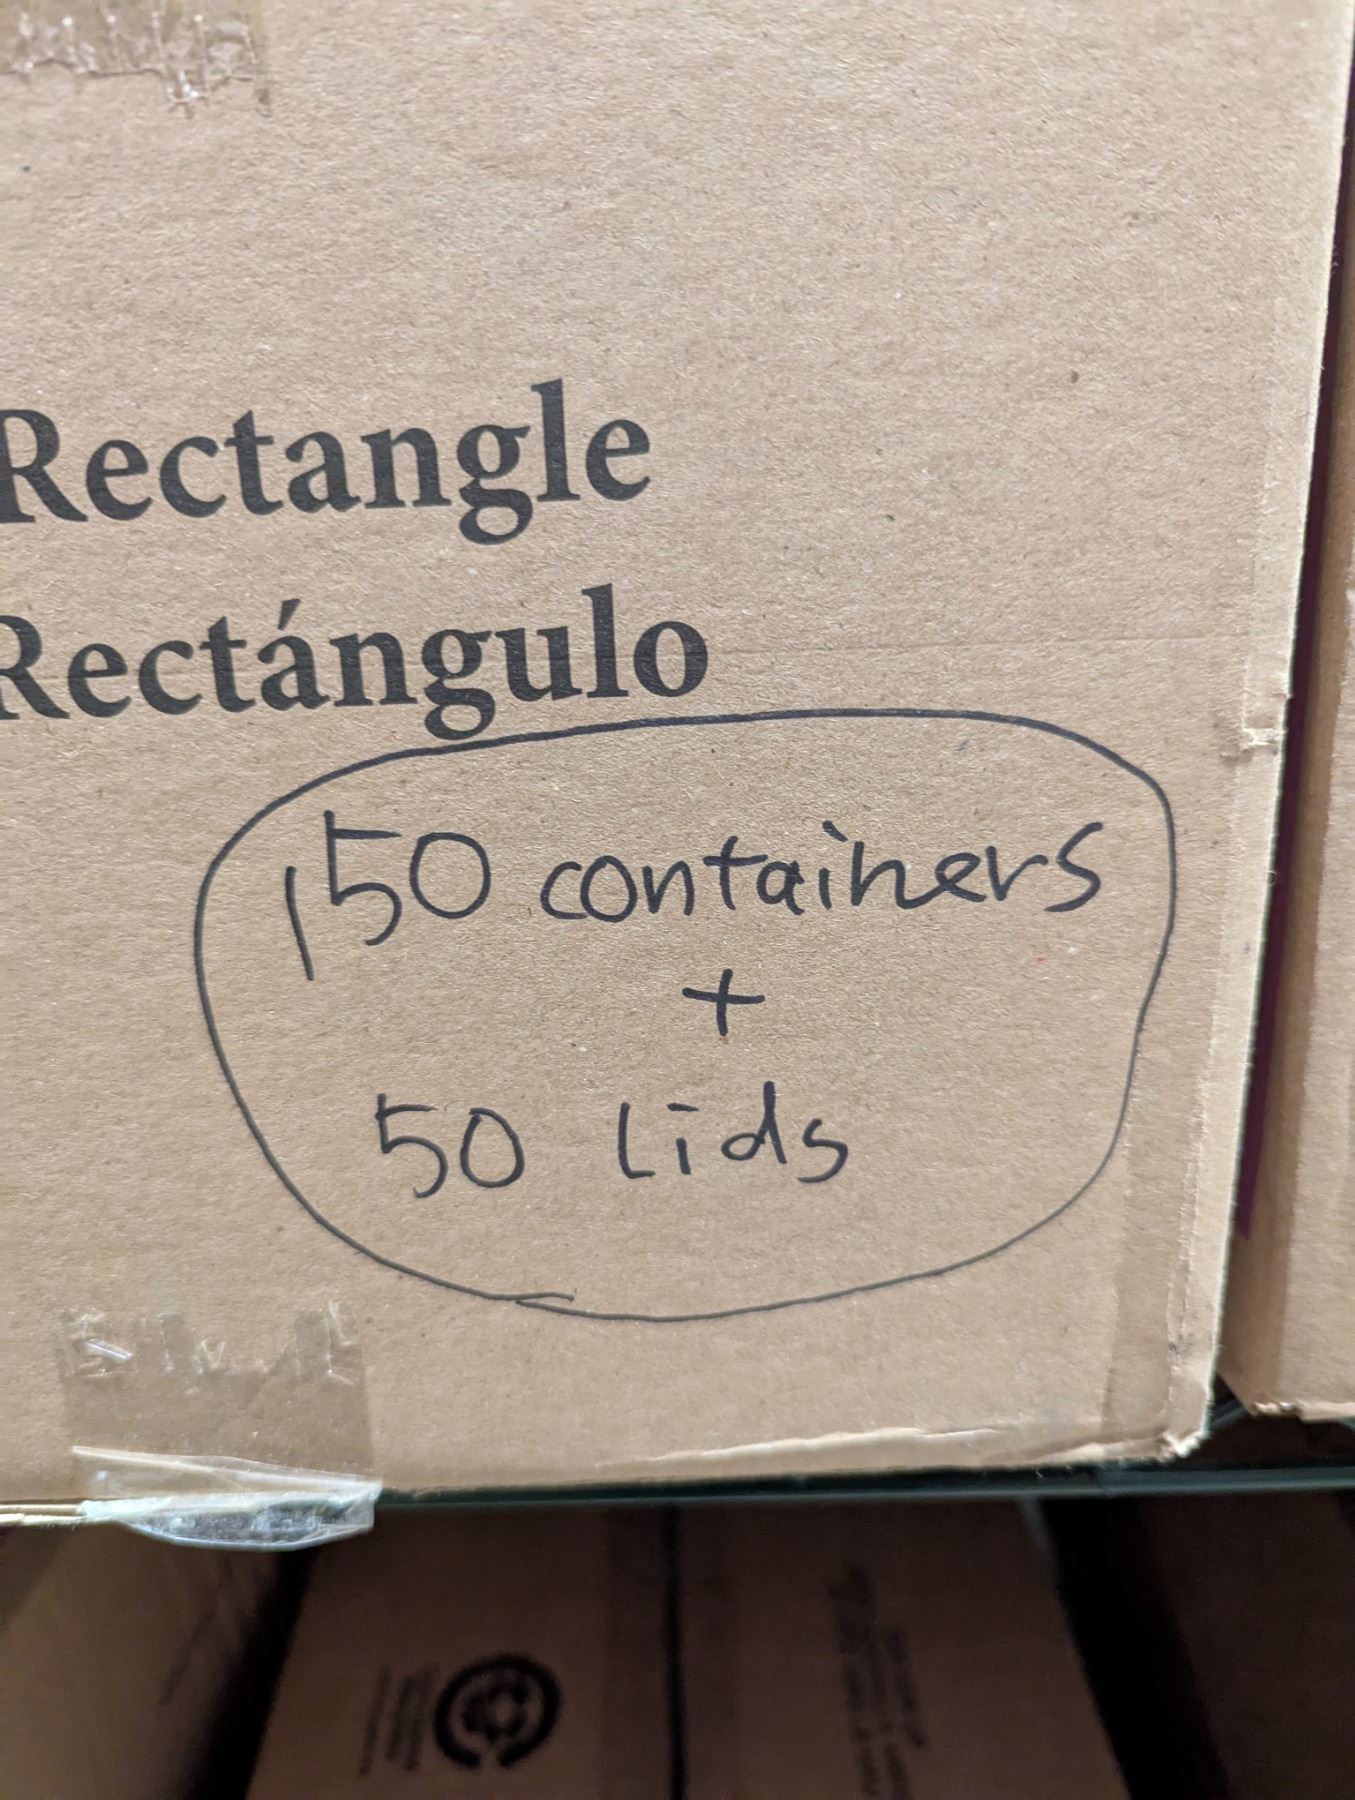 Rectangle
Rectángulo
150 containers
+
50 lids